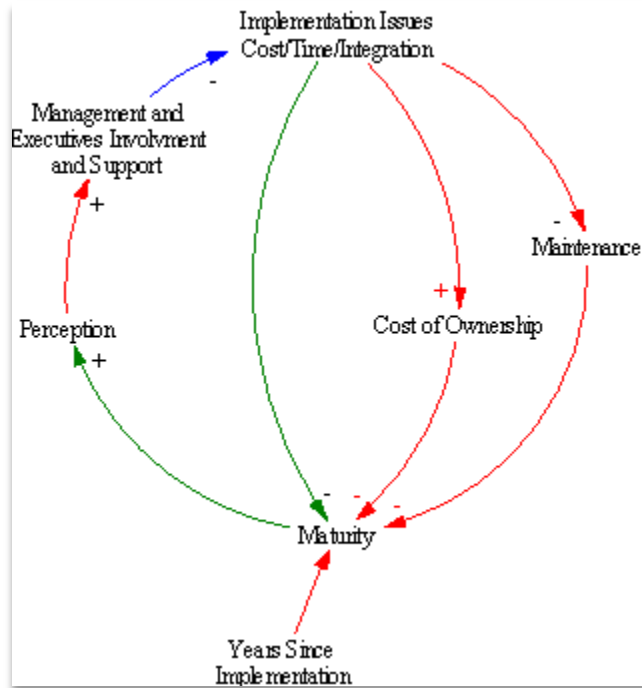 Implementation Issues
Cost/Time/Integration
-
Management and
Executives Involvment
and Support
+
-
Maintenance
+
Cost of Ownership
Perception
+
- - -
Maturity
Years Since
Implementation